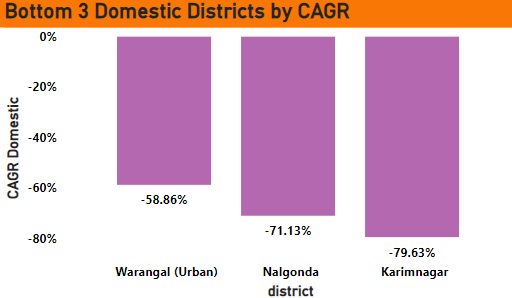 Bottom 3 Domestic Districts by CAGR
CAGR Domestic
0%
-20%
-40%
-60%
-80%
-58.86%
-71.13%
-79.63%
Warangal (Urban) Nalgonda Karimnagar
district